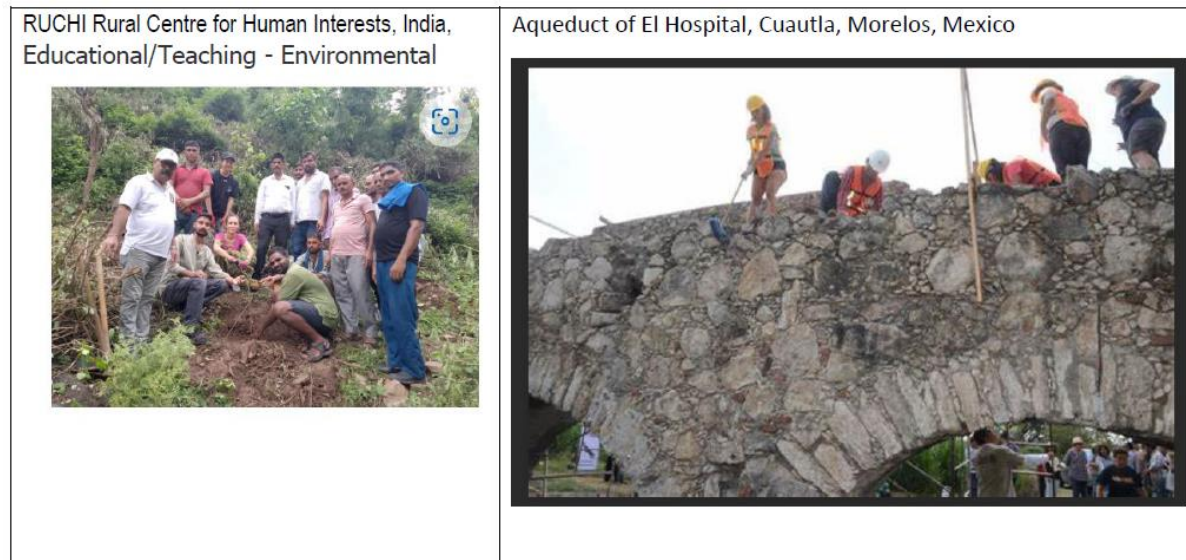 RUCHI Rural Centre for Human Interests, India,
Educational/Teaching - Environmental
Aqueduct of El Hospital, Cuautla, Morelos, Mexico